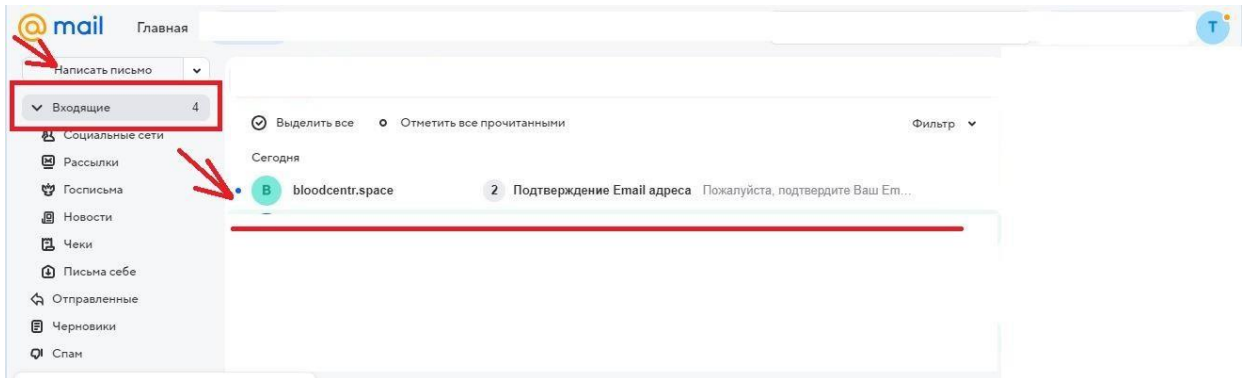 mail Главная
T
Написать письмо
Входящие 4
Социальные сети
Рассылки
Госписьма
Новости
Чеки
Письма себе
Отправленные
Черновики
Спам
Выделить все Отметить все прочитанными Фильтр
Сегодня
B bloodcentr.space 2 Подтверждение Email адреса Пожалуйста, подтвердите Ваш Em...